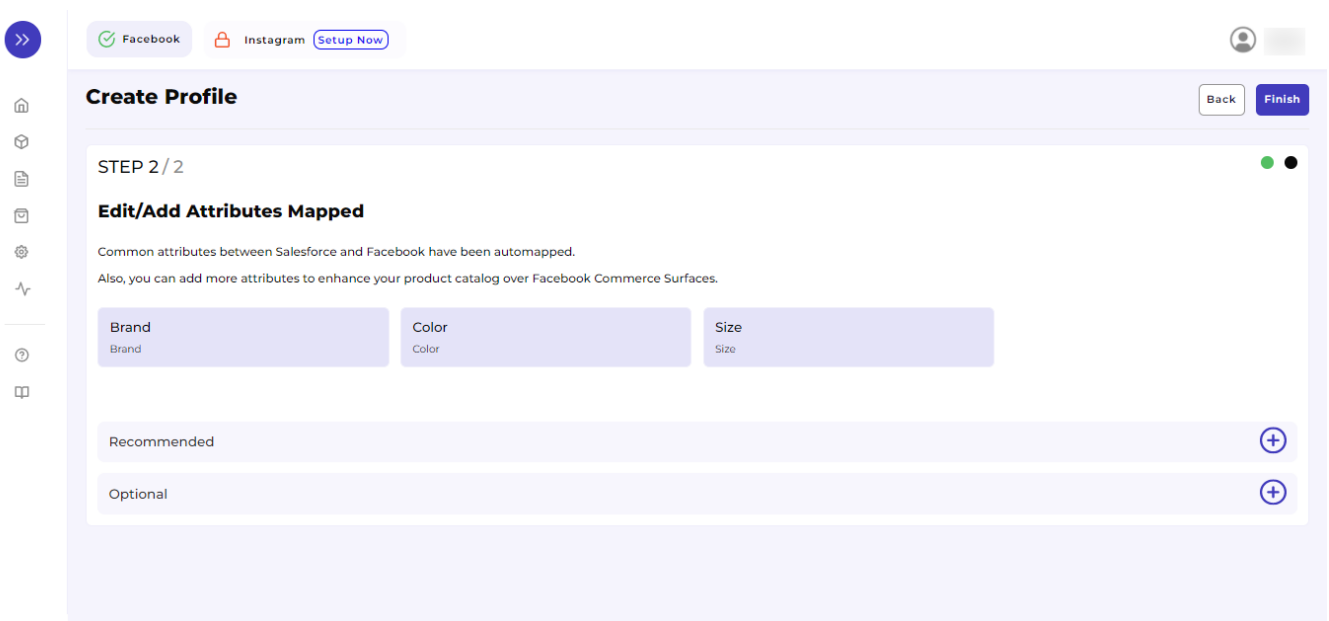 Facebook
Instagram Setup Now
Create Profile
Back Finish
STEP 2/2
Edit/Add Attributes Mapped
Common attributes between Salesforce and Facebook have been automapped.
Also, you can add more attributes to enhance your product catalog over Facebook Commerce Surfaces.
Brand
Brand
Color
Color
Size
Size
Recommended
Optional